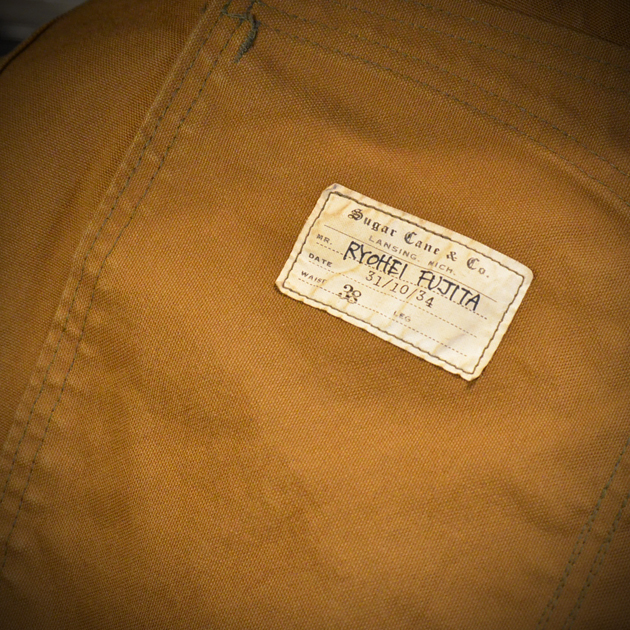 Sugar Cane & Co.
LANSING, MICH.
MR. RYOHEI FUJITA
DATE 31/10/34
WAIST 38 LEG